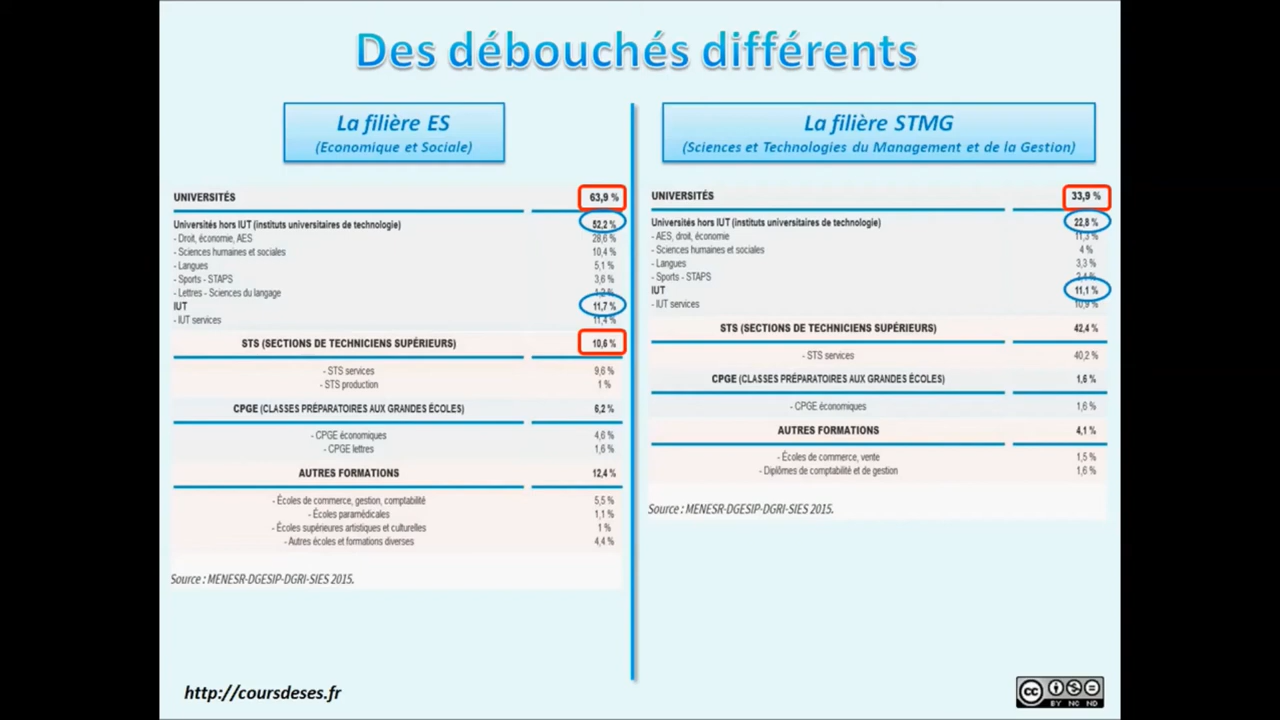 Des débouchés différents
La filière ES
(Economique et Sociale)
UNIVERSITÉS 63,9 %
Universités hors IUT (instituts universitaires de technologie) 52,2 %
- Droit, économie, AES 28,6 %
- Sciences humaines et sociales 10,4 %
- Langues 5,1 %
- Sports - STAPS 3,6 %
- Lettres - Sciences du langage
IUT 11,7 %
- IUT services 11,4 %
STS (SECTIONS DE TECHNICIENS SUPÉRIEURS) 10,6 %
- STS services 9,6 %
- STS production 1 %
CPGE (CLASSES PRÉPARATOIRES AUX GRANDES ÉCOLES) 6,2 %
- CPGE économiques 4,6 %
- CPGE lettres 1,6 %
AUTRES FORMATIONS 12,4 %
- Écoles de commerce, gestion, comptabilité 5,5 %
- Écoles paramédicales 1,1 %
- Écoles supérieures artistiques et culturelles 1 %
- Autres écoles et formations diverses 4,4 %
Source : MENESR-DGESIP-DGRI-SIES 2015.
La filière STMG
(Sciences et Technologies du Management et de la Gestion)
UNIVERSITÉS 33,9 %
Universités hors IUT (instituts universitaires de technologie) 22,8 %
- AES, droit, économie 11,3 %
- Sciences humaines et sociales 4 %
- Langues 3,3 %
- Sports - STAPS
IUT 11,1 %
- IUT services 10,9 %
STS (SECTIONS DE TECHNICIENS SUPÉRIEURS) 42,4 %
- STS services 40,2 %
CPGE (CLASSES PRÉPARATOIRES AUX GRANDES ÉCOLES) 1,6 %
- CPGE économiques 1,6 %
AUTRES FORMATIONS 4,1 %
- Écoles de commerce, vente 1,5 %
- Diplômes de comptabilité et de gestion 1,6 %
Source : MENESR-DGESIP-DGRI-SIES 2015.
http://coursdeses.fr
cc
BY NC ND